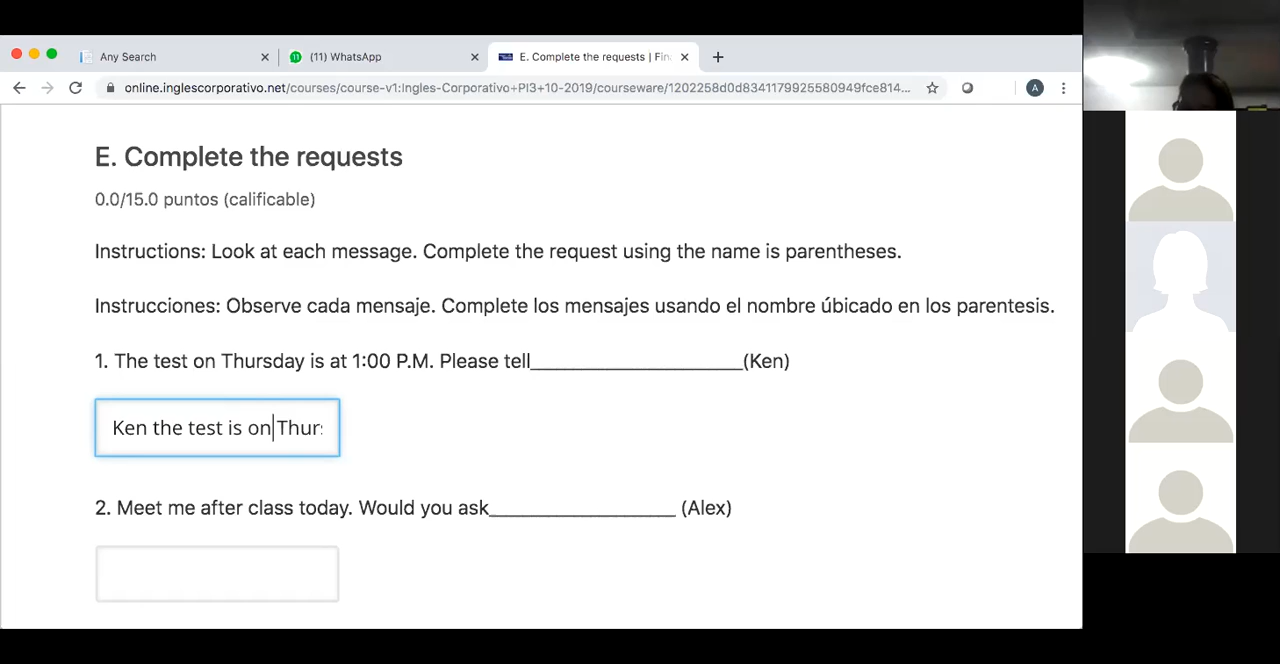 Any Search
(11) WhatsApp
E. Complete the requests | Fin
online.inglescorporativo.net/courses/course-v1:Ingles-Corporativo+PI3+10-2019/courseware/1202258d0d8341179925580949fce814...
A
E. Complete the requests
0.0/15.0 puntos (calificable)
Instructions: Look at each message. Complete the request using the name is parentheses.
Instrucciones: Observe cada mensaje. Complete los mensajes usando el nombre úbicado en los parentesis.
1. The test on Thursday is at 1:00 P.M. Please tell____________________(Ken)
Ken the test is on Thurs
2. Meet me after class today. Would you ask__________________ (Alex)